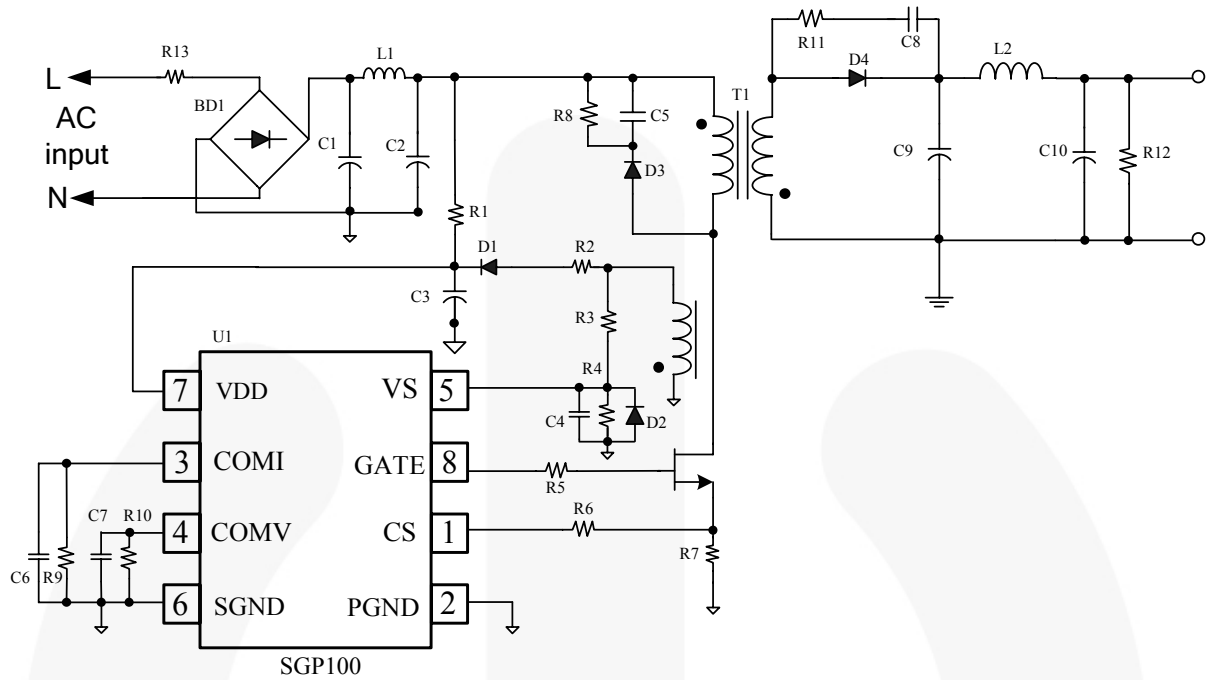 R11
C8
R13
L1
L2
L
D4
BD1
T1
AC
input
R8
C5
C1
C2
C9
C10
R12
D3
N
R1
D1
R2
C3
R3
U1
R4
7
VDD
VS
5
C4
D2
3
COMI
GATE
8
R5
C7
R10
R6
4
COMV
CS
1
R7
C6
R9
6
SGND
PGND
2
SGP100